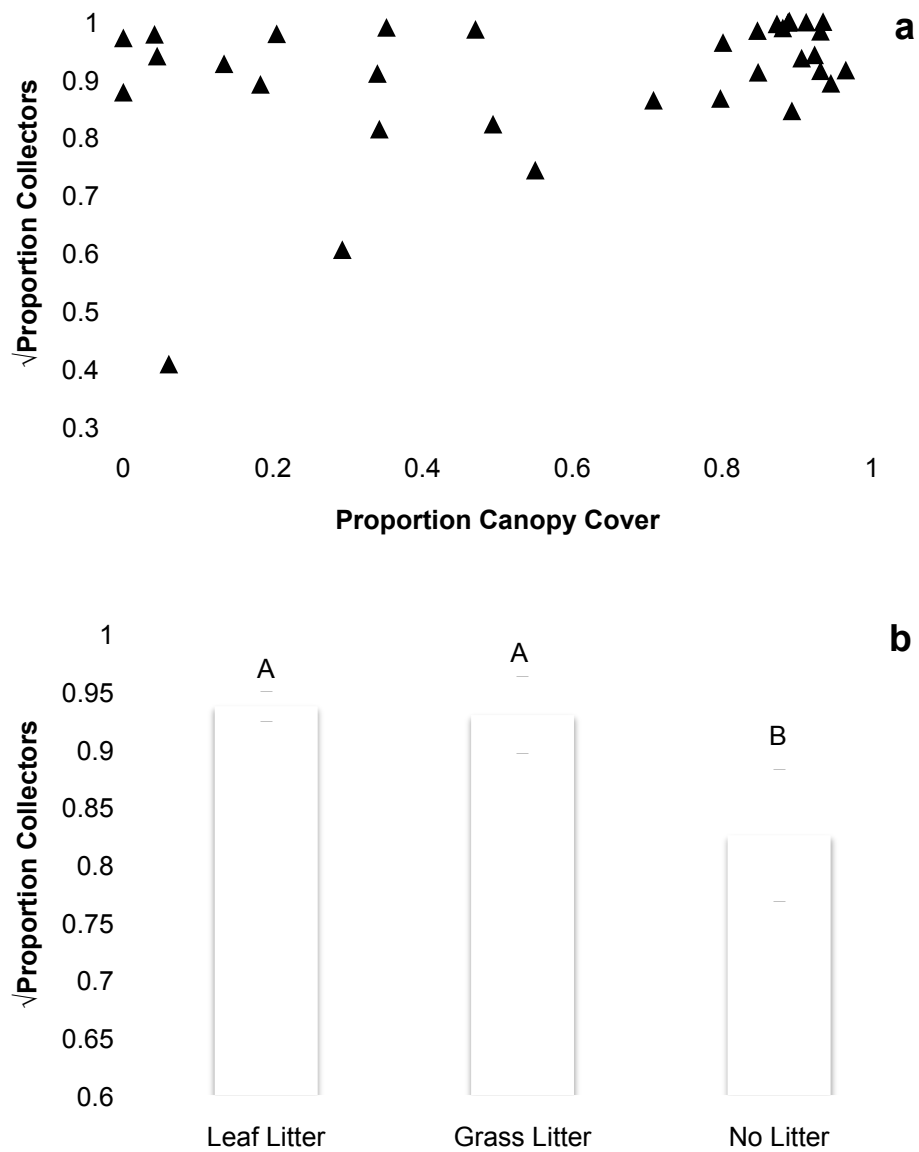 a
√Proportion Collectors
1
0.9
0.8
0.7
0.6
0.5
0.4
0.3
0 0.2 0.4 0.6 0.8 1
Proportion Canopy Cover
b
√Proportion Collectors
1
0.95
0.9
0.85
0.8
0.75
0.7
0.65
0.6
A A B
Leaf Litter Grass Litter No Litter